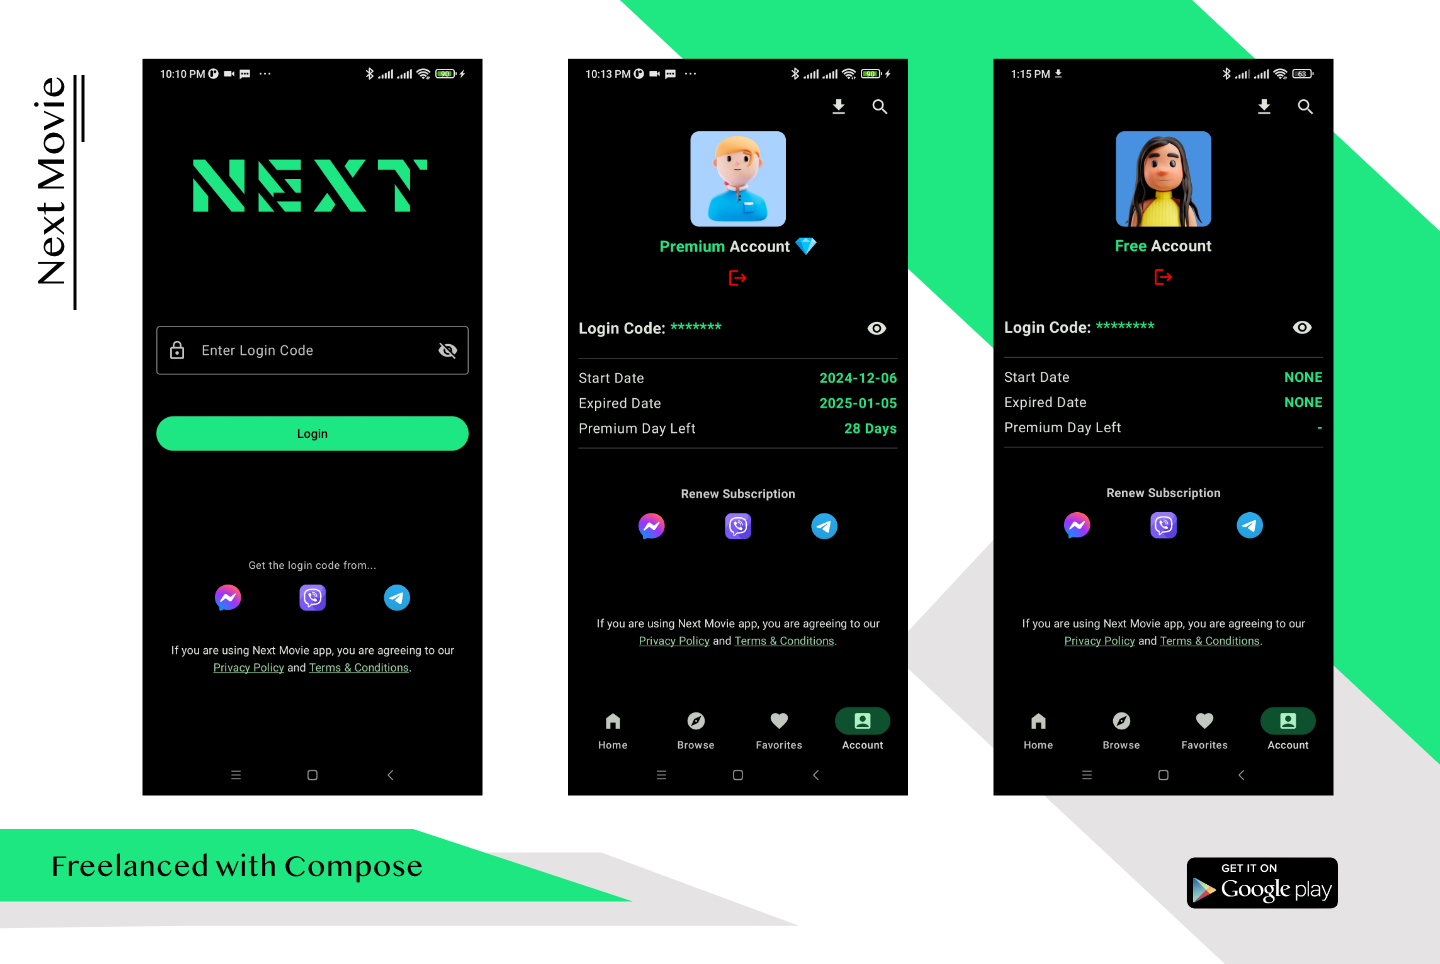 Next Movie
10:10 PM
90
NEXT
Enter Login Code
Login
Get the login code from...
If you are using Next Movie app, you are agreeing to our
Privacy Policy and Terms & Conditions.
10:13 PM
90
Premium Account
Login Code: *******
Start Date 2024-12-06
Expired Date 2025-01-05
Premium Day Left 28 Days
Renew Subscription
If you are using Next Movie app, you are agreeing to our
Privacy Policy and Terms & Conditions.
Home Browse Favorites Account
1:15 PM
63
Free Account
Login Code: ********
Start Date NONE
Expired Date NONE
Premium Day Left -
Renew Subscription
If you are using Next Movie app, you are agreeing to our
Privacy Policy and Terms & Conditions.
Home Browse Favorites Account
Freelanced with Compose
GET IT ON
Google play